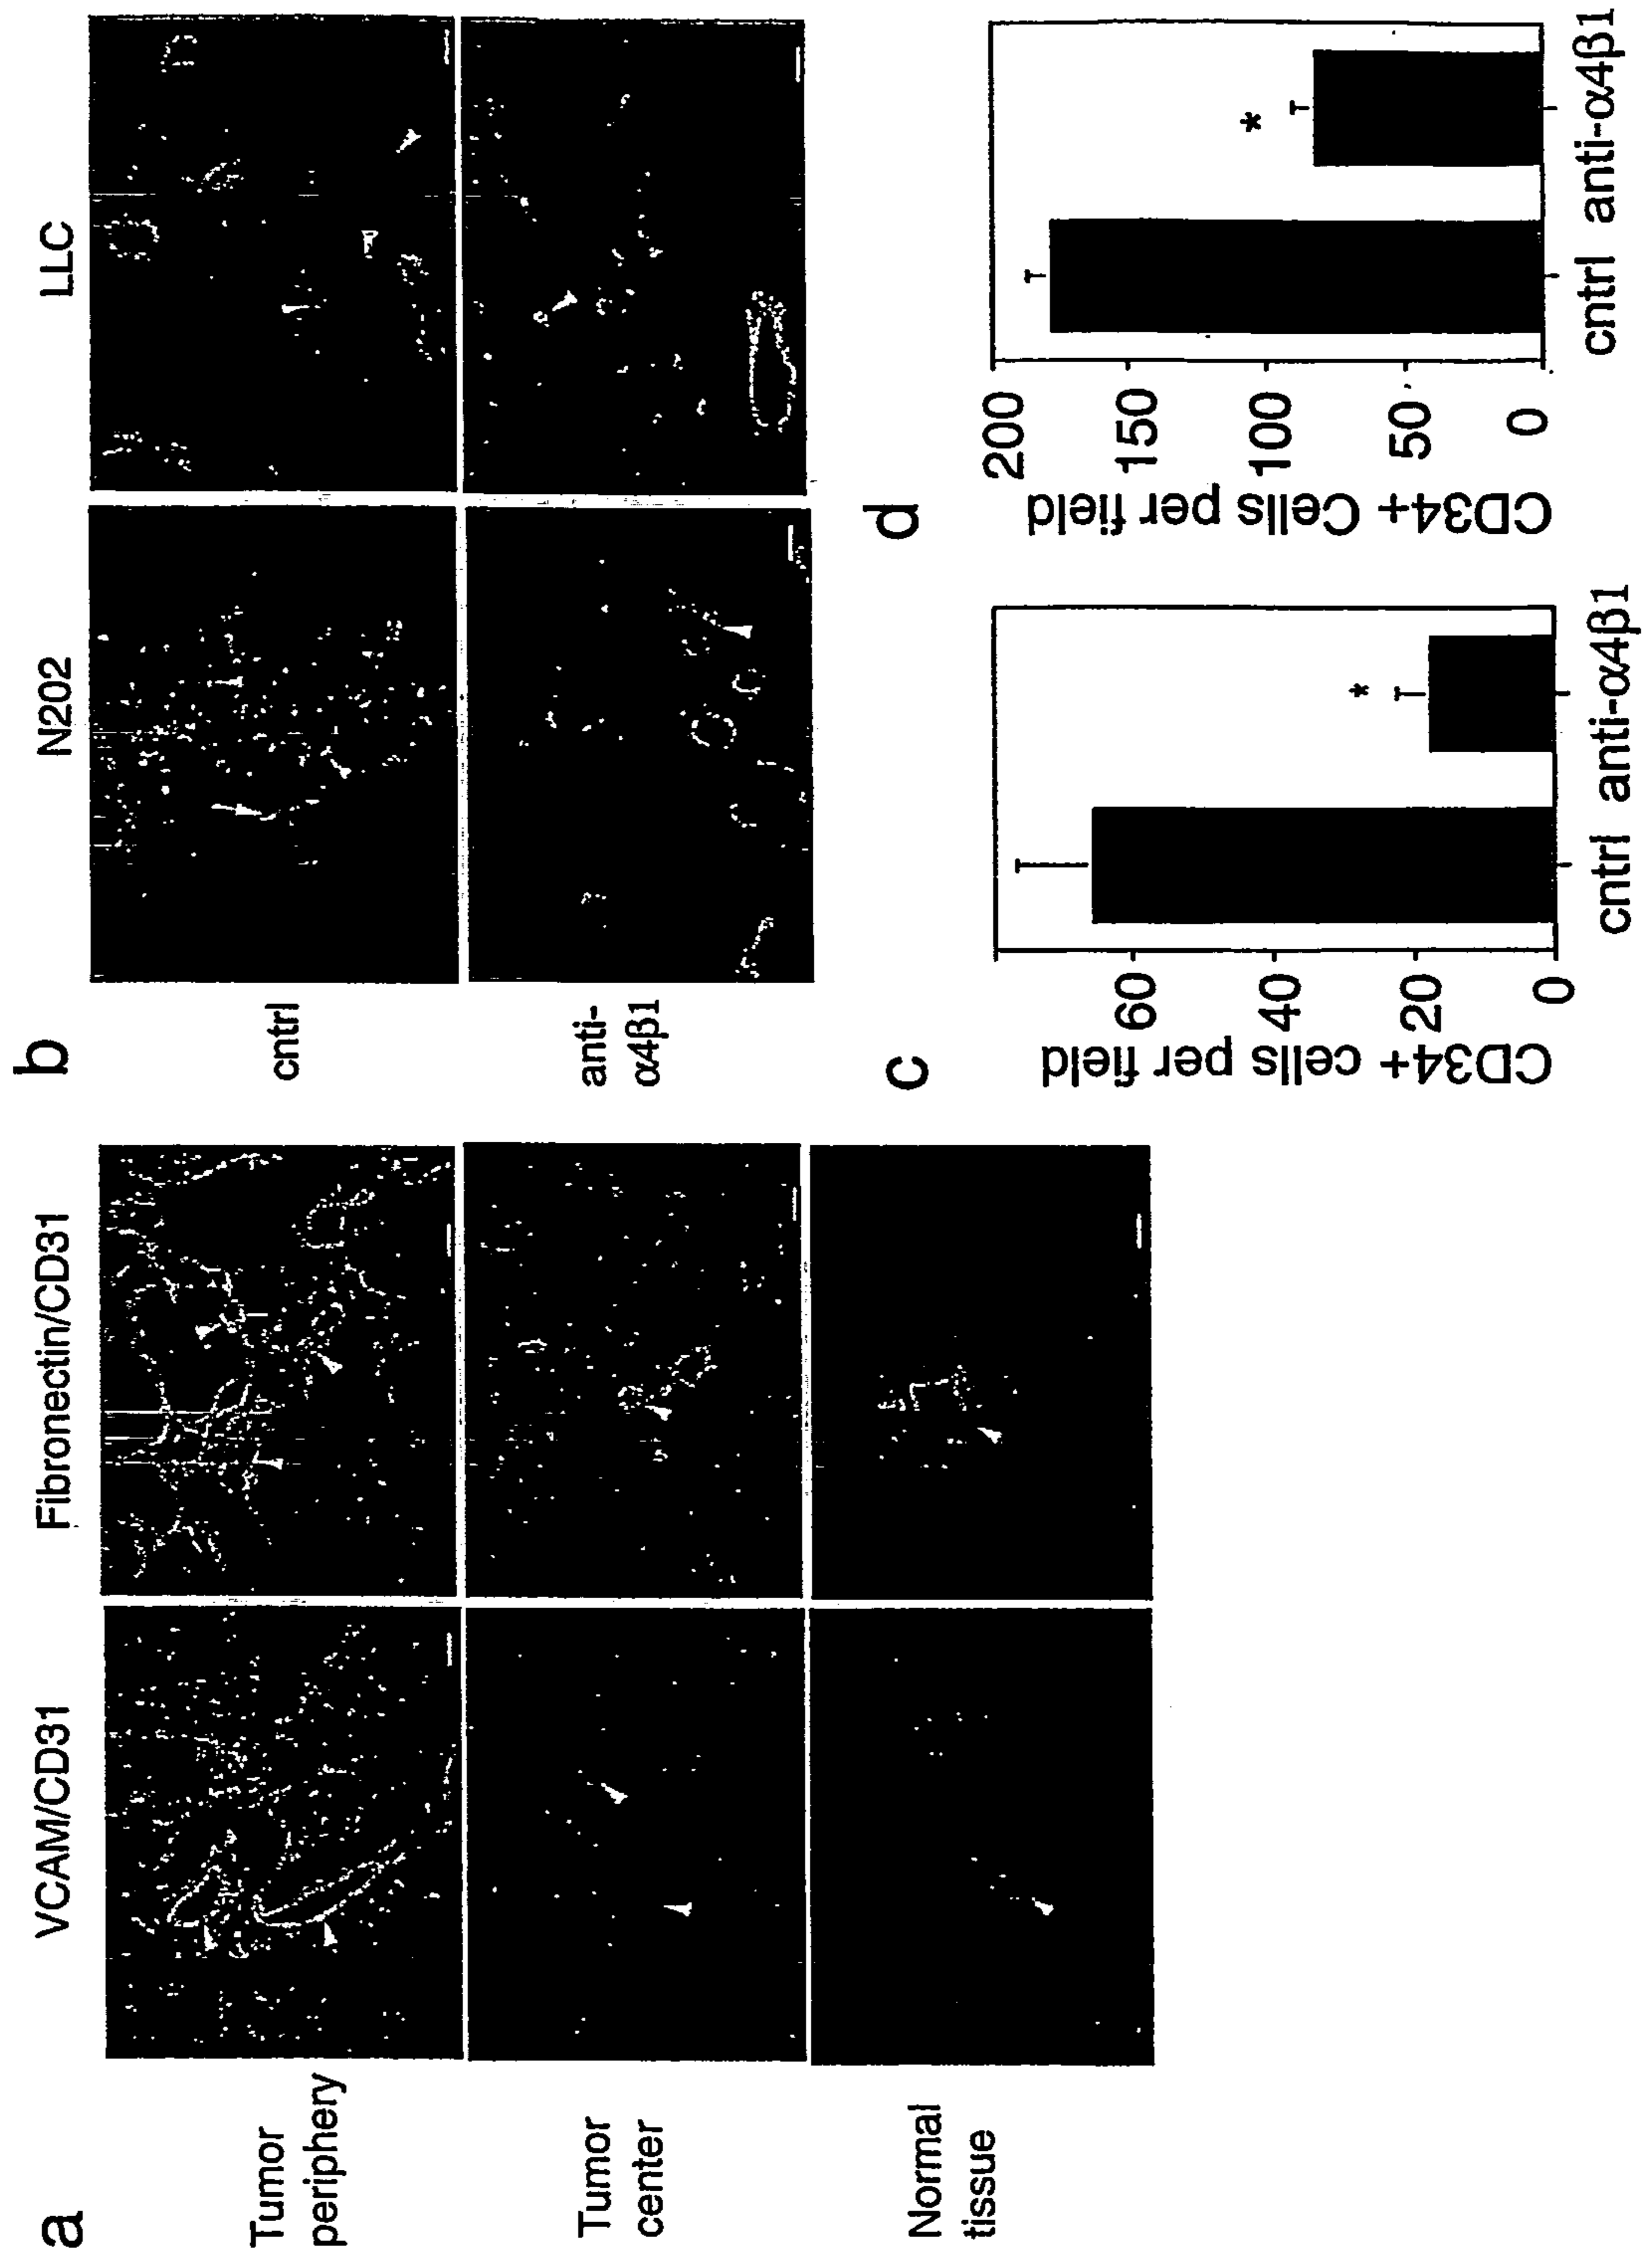 a
VCAM/CD31
Fibronectin/CD31
Tumor
periphery
Tumor
center
Normal
tissue
b
N202
LLC
cntrl
anti-
α4β1
c
CD34+ cells per field
60
40
20
0
cntrl anti-α4β1
*
d
CD34+ Cells per field
200
150
100
50
0
cntrl anti-α4β1
*